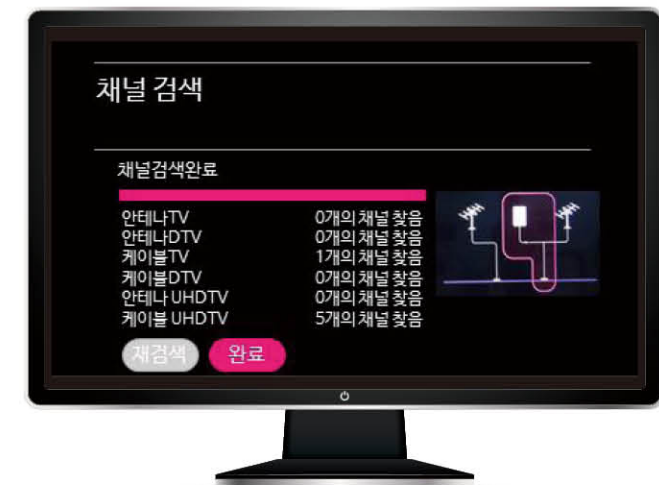 채널 검색
채널검색완료
안테나TV 0개의 채널 찾음
안테나DTV 0개의 채널 찾음
케이블TV 1개의 채널 찾음
케이블DTV 0개의 채널 찾음
안테나 UHDTV 0개의 채널 찾음
케이블 UHDTV 5개의 채널 찾음
재검색 완료